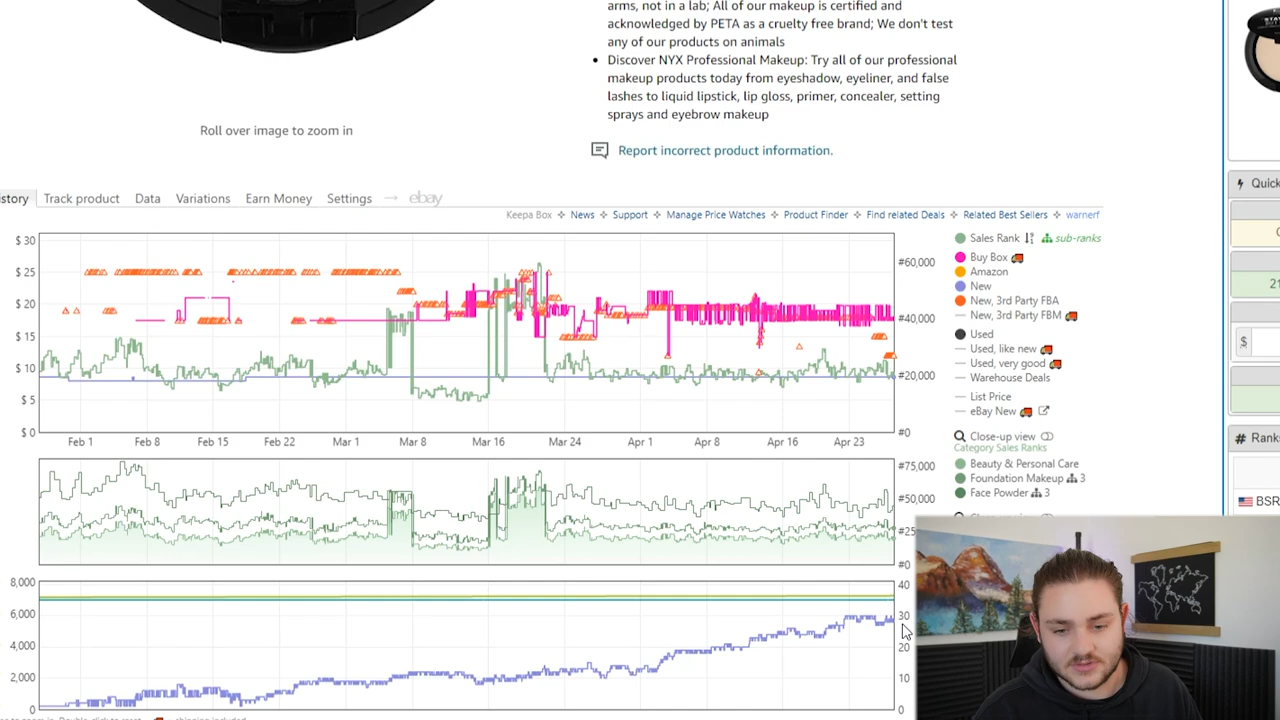 arms, not in a lab; All of our makeup is certified and
acknowledged by PETA as a cruelty free brand; We don't test
any of our products on animals
• Discover NYX Professional Makeup: Try all of our professional
makeup products today from eyeshadow, eyeliner, and false
lashes to liquid lipstick, lip gloss, primer, concealer, setting
sprays and eyebrow makeup
Roll over image to zoom in
Report incorrect product information.
Quick
istory Track product Data Variations Earn Money Settings → ebay
Keepa Box News Support Manage Price Watches Product Finder Find related Deals Related Best Sellers warnerf
$ 30
$ 25
$ 20
$ 15
$ 10
$ 5
$ 0
#60,000
#40,000
#20,000
#0
Feb 1 Feb 8 Feb 15 Feb 22 Mar 1 Mar 8 Mar 16 Mar 24 Apr 1 Apr 8 Apr 16 Apr 23
Sales Rank sub-ranks
Buy Box
Amazon
New
New, 3rd Party FBA
New, 3rd Party FBM
Used
Used, like new
Used, very good
Warehouse Deals
List Price
eBay New
Close-up view
Category Sales Ranks
Beauty & Personal Care
Foundation Makeup 3
Face Powder 3
21
$
# Ranks
BSR
#75,000
#50,000
#25
#0
8,000
6,000
4,000
2,000
0
40
30
20
10
0